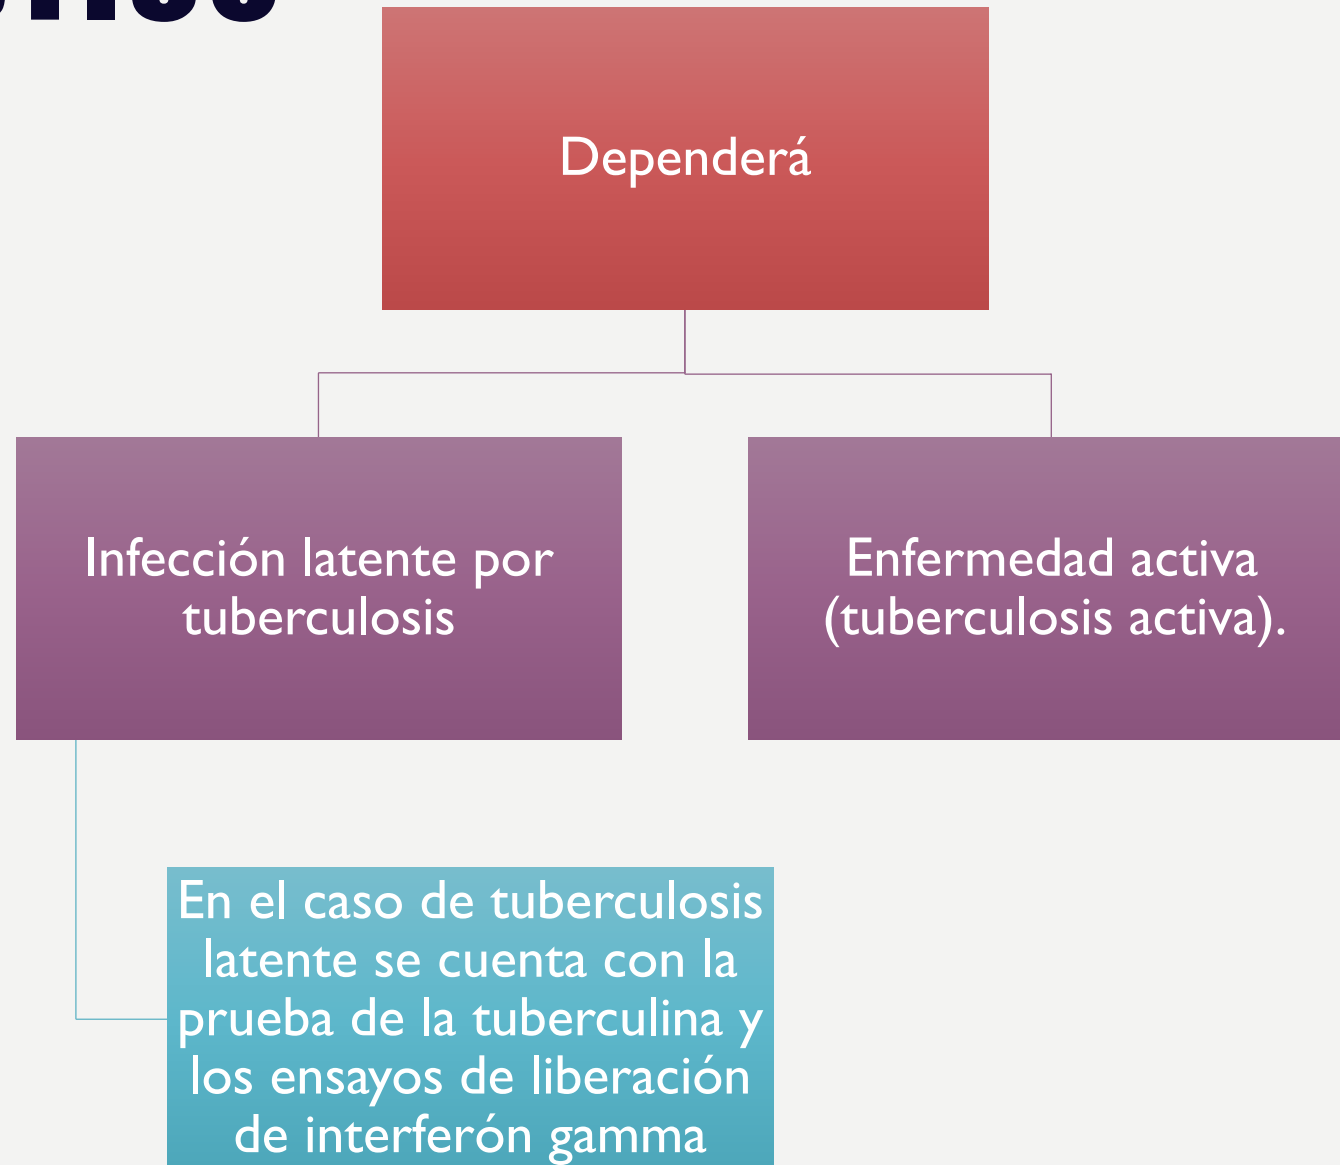 Dependerá
Infección latente por
tuberculosis
Enfermedad activa
(tuberculosis activa).
En el caso de tuberculosis
latente se cuenta con la
prueba de la tuberculina y
los ensayos de liberación
de interferón gamma